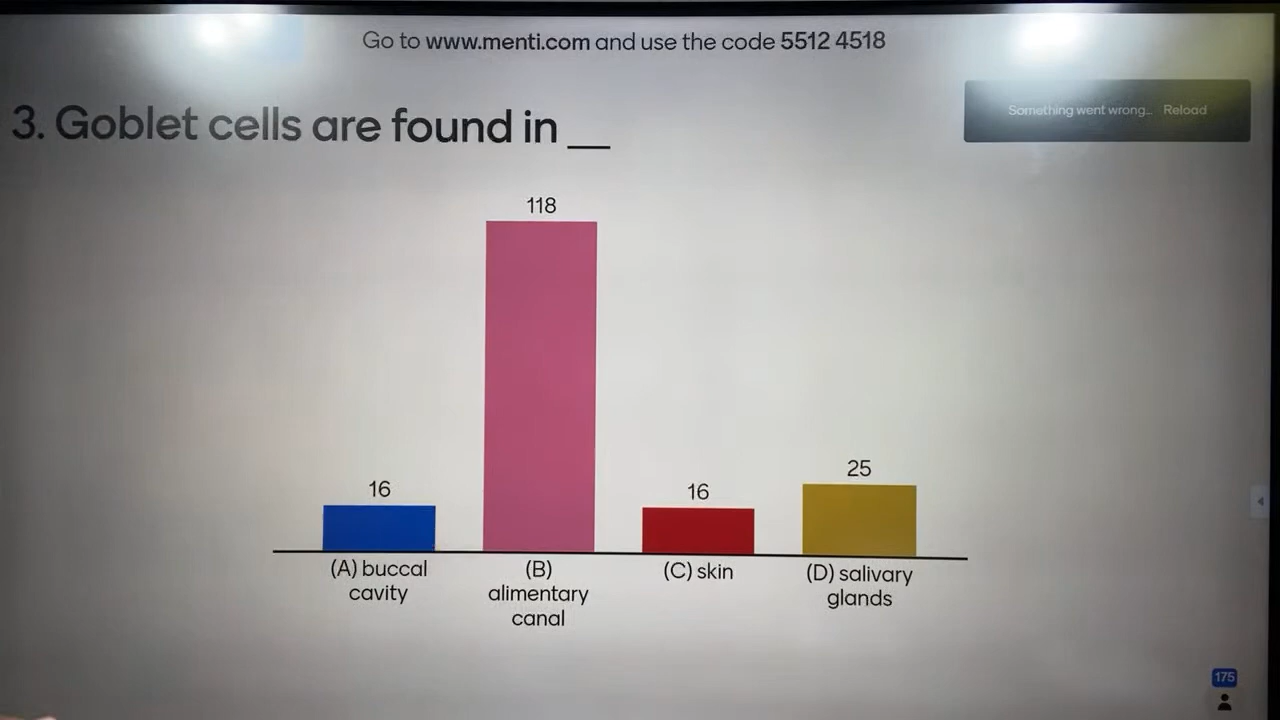 Go to www.menti.com and use the code 5512 4518
Something went wrong... Reload
3. Goblet cells are found in __
118
16
16
25
(A) buccal
cavity
(B)
alimentary
canal
(C) skin
(D) salivary
glands
175